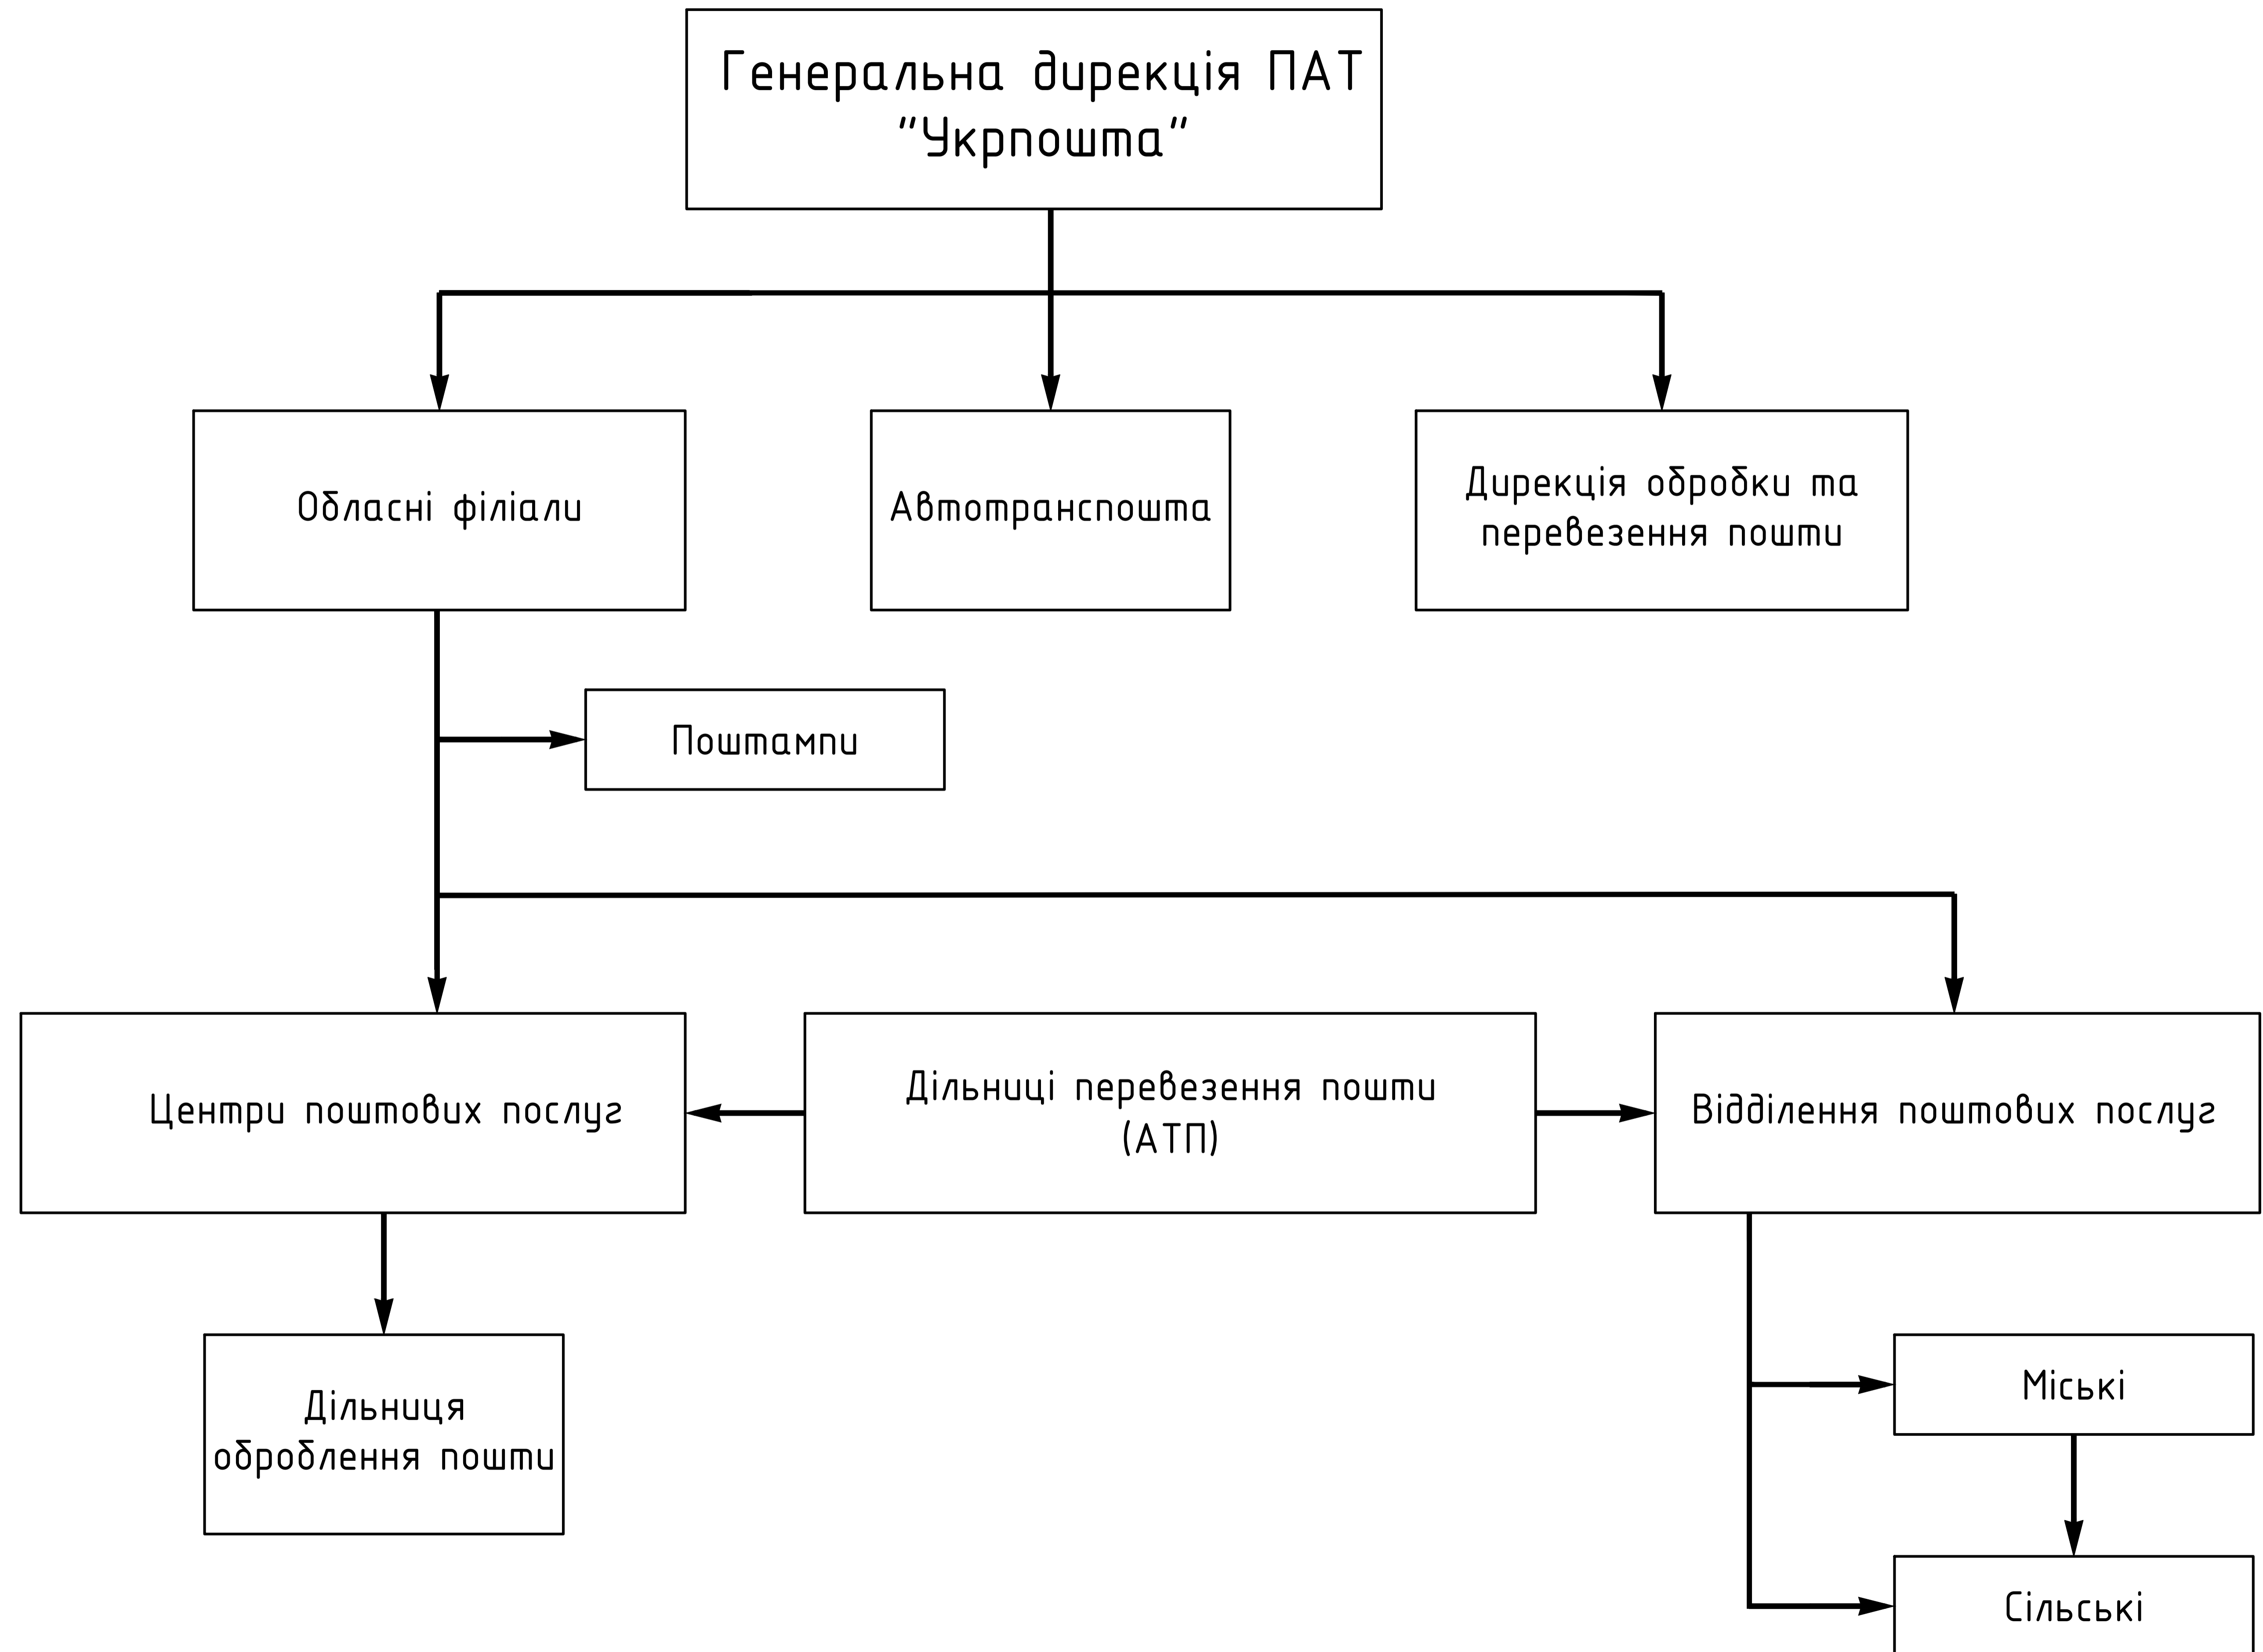 Генеральна дирекція ПАТ
"Укрпошта"
Обласні філіали
Автотранспошта
Дирекція обробки та
перевезення пошти
Поштампи
Центри поштових послуг
Дільниці перевезення пошти
(АТП)
Відділення поштових послуг
Дільниця
оброблення пошти
Міські
Сільські